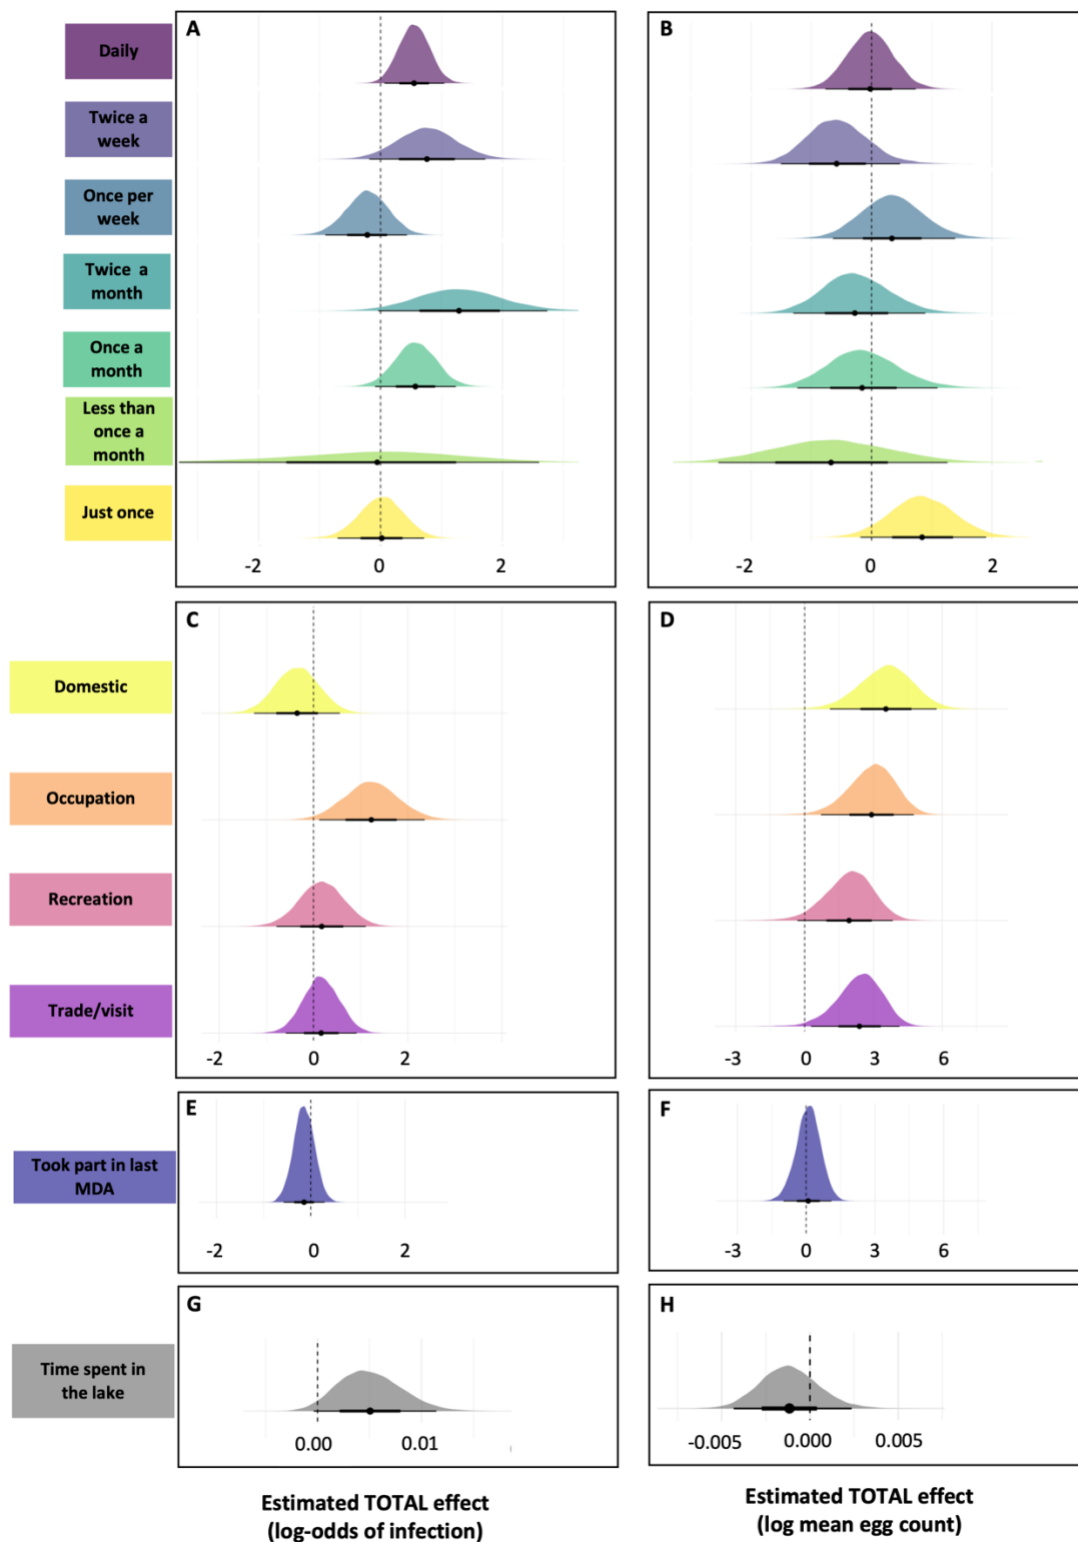 A
B
Daily
Twice a
week
Once per
week
Twice a
month
Once a
month
Less than
once a
month
Just once
-2 0 2
-2 0 2
C
D
Domestic
Occupation
Recreation
Trade/visit
-2 0 2
-3 0 3 6
E
F
Took part in last
MDA
-2 0 2
-3 0 3 6
G
H
Time spent in
the lake
0.00 0.01
-0.005 0.000 0.005
Estimated TOTAL effect
(log-odds of infection)
Estimated TOTAL effect
(log mean egg count)